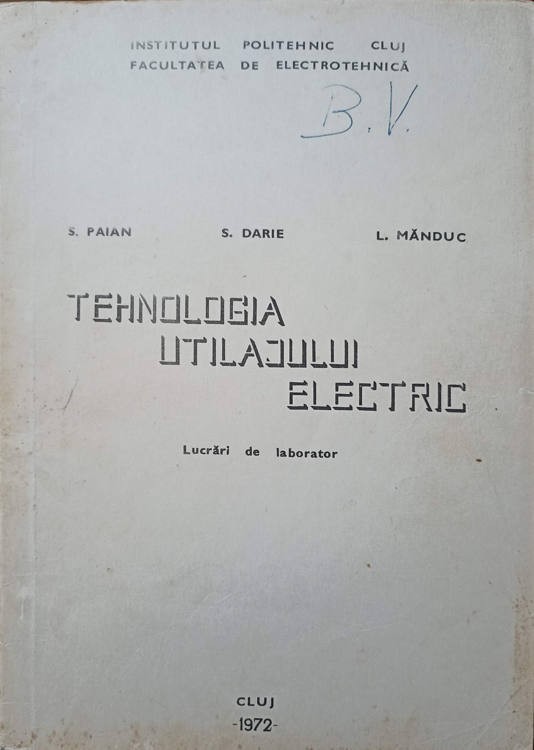 INSTITUTUL POLITEHNIC CLUJ
FACULTATEA DE ELECTROTEHNICĂ
B.V.
S. PAIAN S. DARIE L. MĂNDUC
TEHNOLOGIA
UTILAJULUI
ELECTRIC
Lucrări de laborator
CLUJ
-1972-